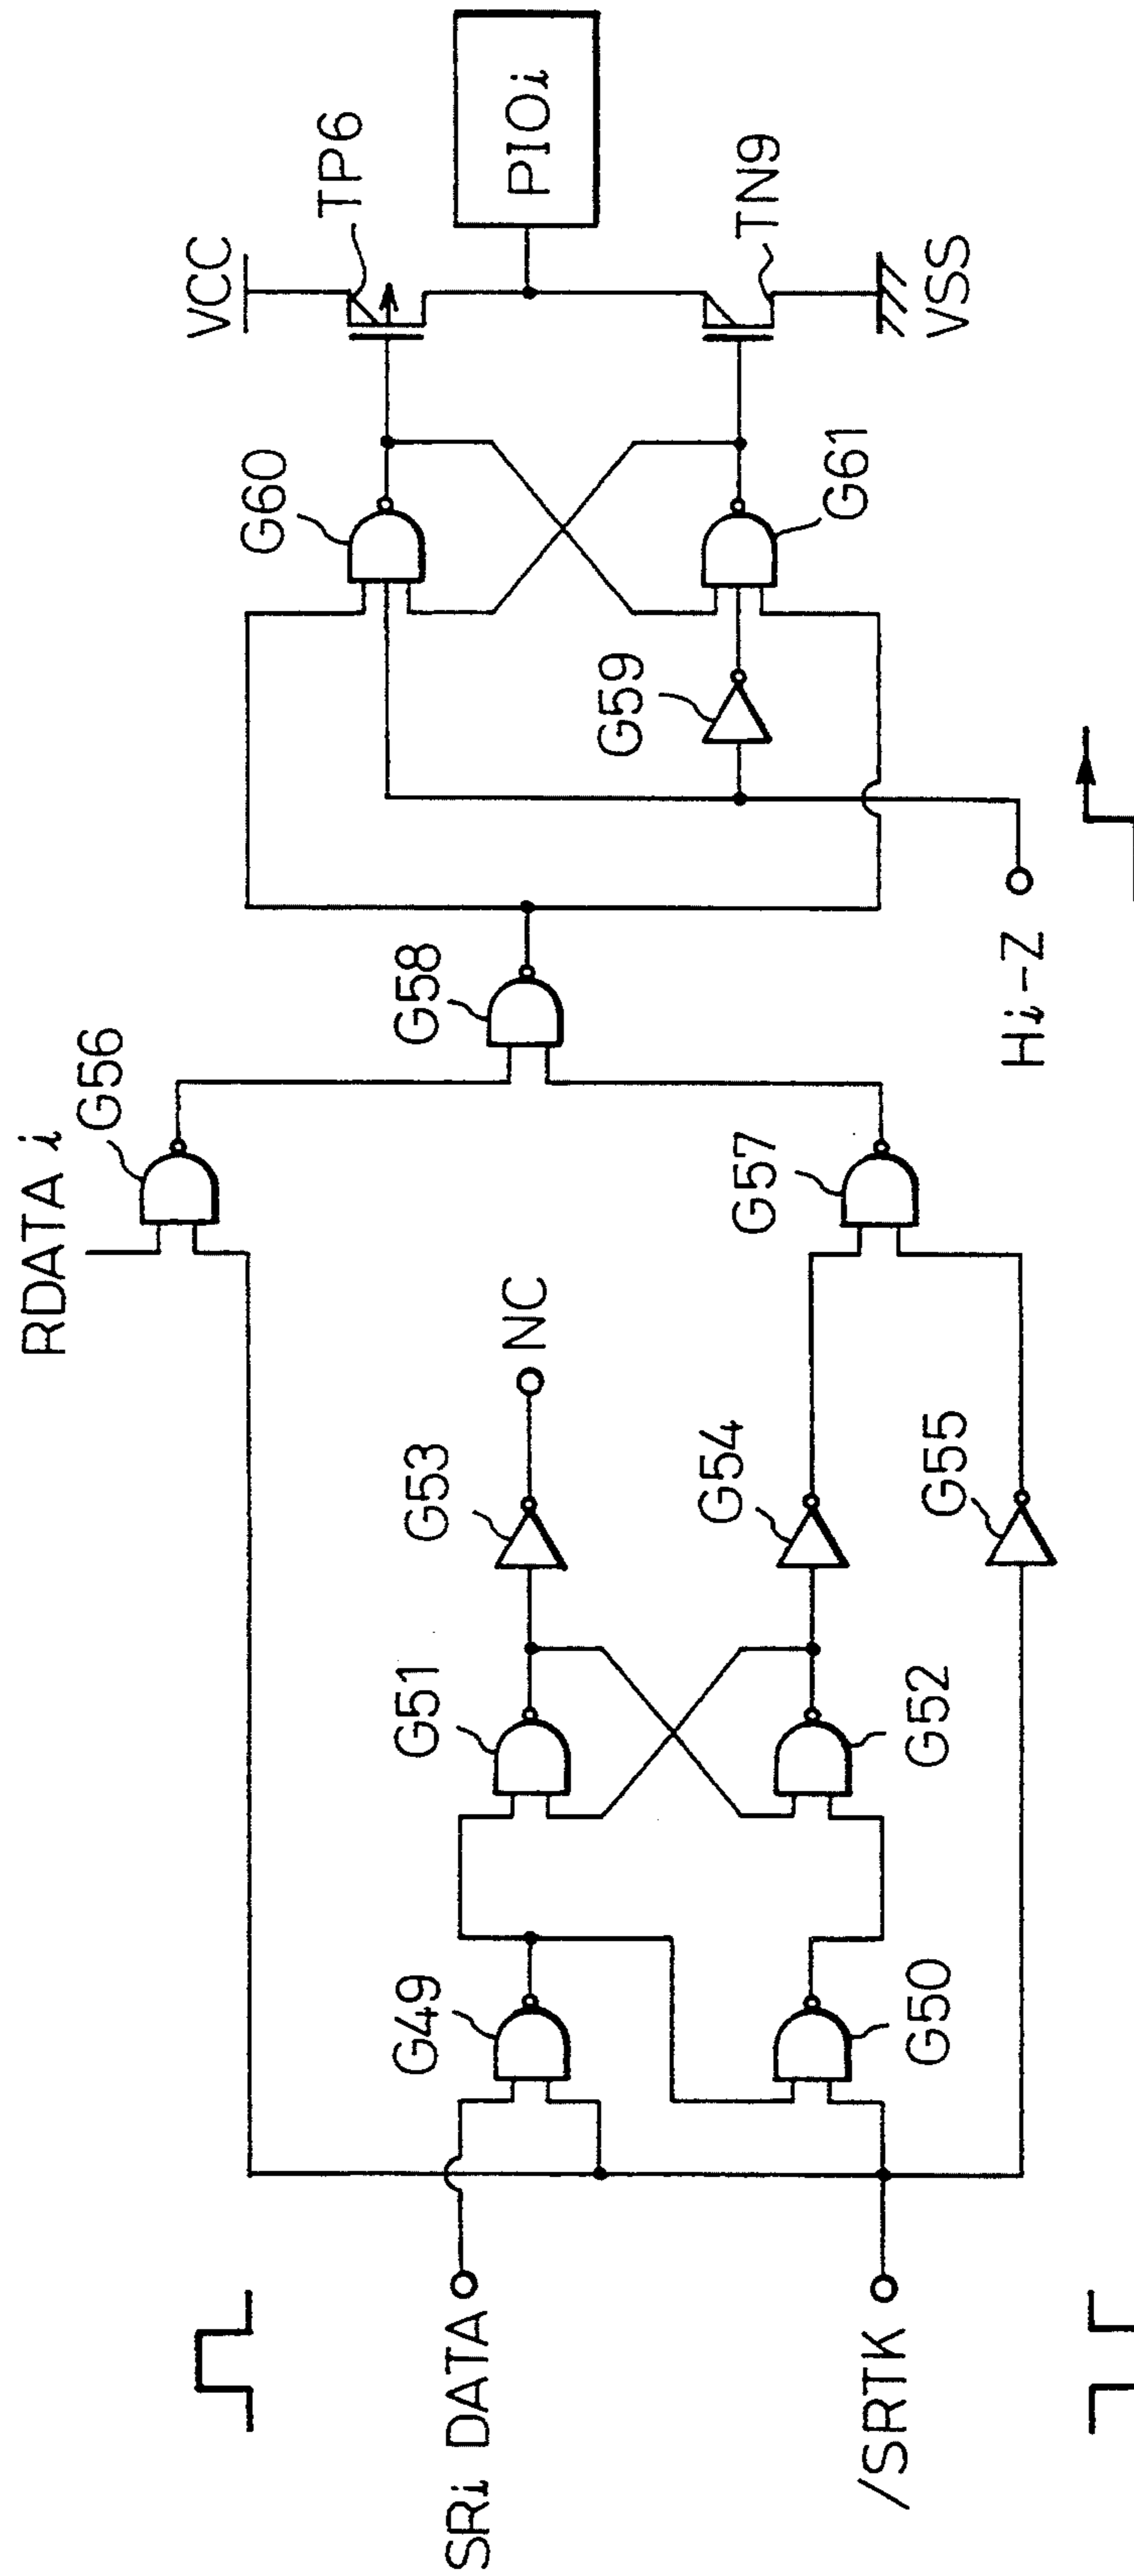 RDATA i
G56
G58
G60
VCC
TP6
PIOi
TN9
VSS
G61
G59
Hi-Z
G57
NC
G53
G54
G55
G51
G52
G49
G50
SRi DATA
/SRTK